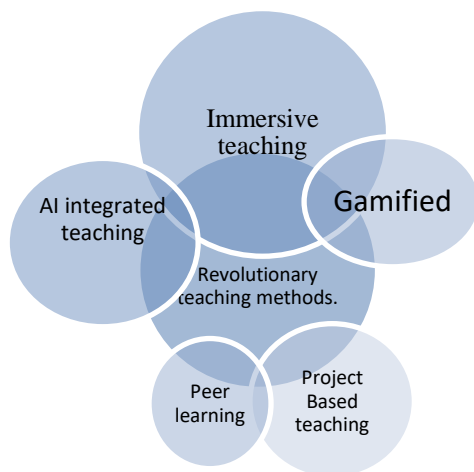 Immersive
teaching
Gamified
AI integrated
teaching
Revolutionary
teaching methods.
Peer
learning
Project
Based
teaching